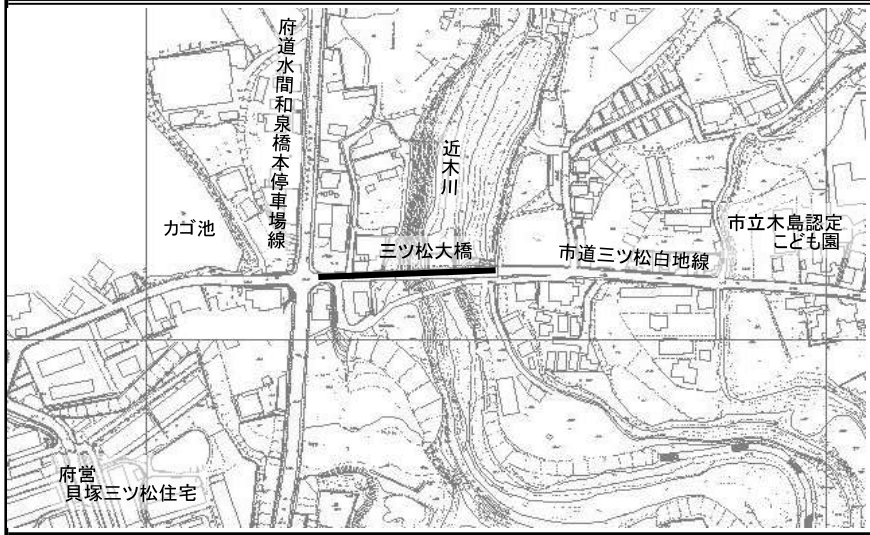 府道水間和泉橋本停車場線
近木川
カゴ池
三ツ松大橋
市道三ツ松白地線
市立木島認定
こども園
府営
貝塚三ツ松住宅